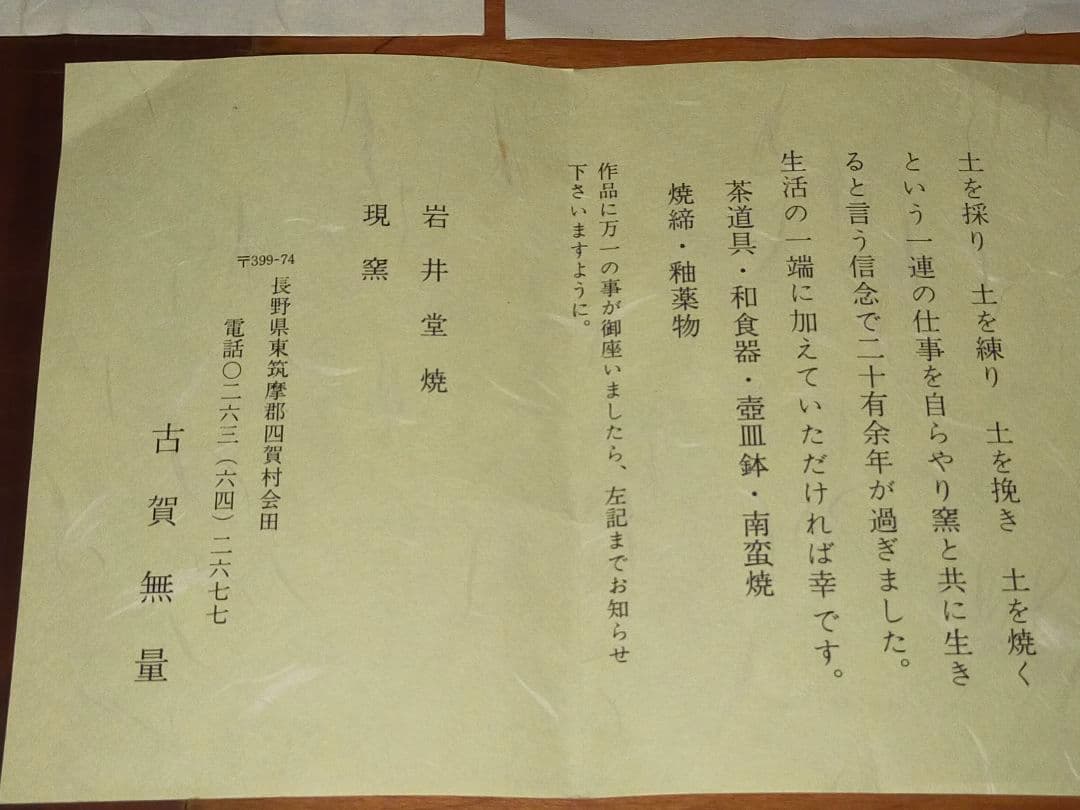 土を採り　土を練り　土を挽き　土を焼く
という一連の仕事を自らやり窯と共に生き
ると言う信念で二十有余年が過ぎました。
生活の一端に加えていただければ幸です。
茶道具・和食器・壺皿鉢・南蛮焼
焼締・釉薬物
作品に万一の事が御座いましたら、左記までお知らせ
下さいますように。
岩井堂焼
現窯
〒399-74
長野県東筑摩郡四賀村会田
電話〇二六三（六四）二六七七
古賀無量